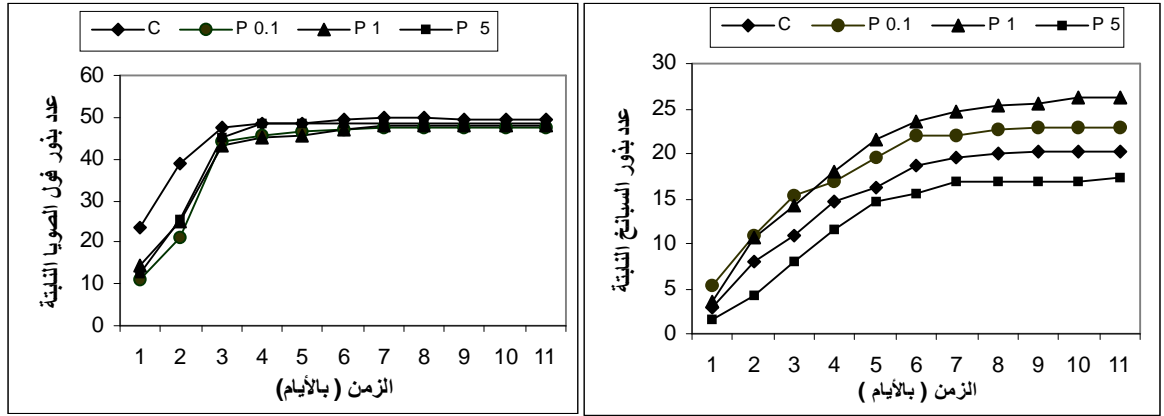 C P 0.1 P 1 P 5
60
50
40
30
20
10
0
عدد بذور فول الصويا النابتة
1 2 3 4 5 6 7 8 9 10 11
الزمن ( بالأيام)
C P 0.1 P 1 P 5
30
25
20
15
10
5
0
عدد بذور السبانخ النابتة
1 2 3 4 5 6 7 8 9 10 11
الزمن ( بالأيام )